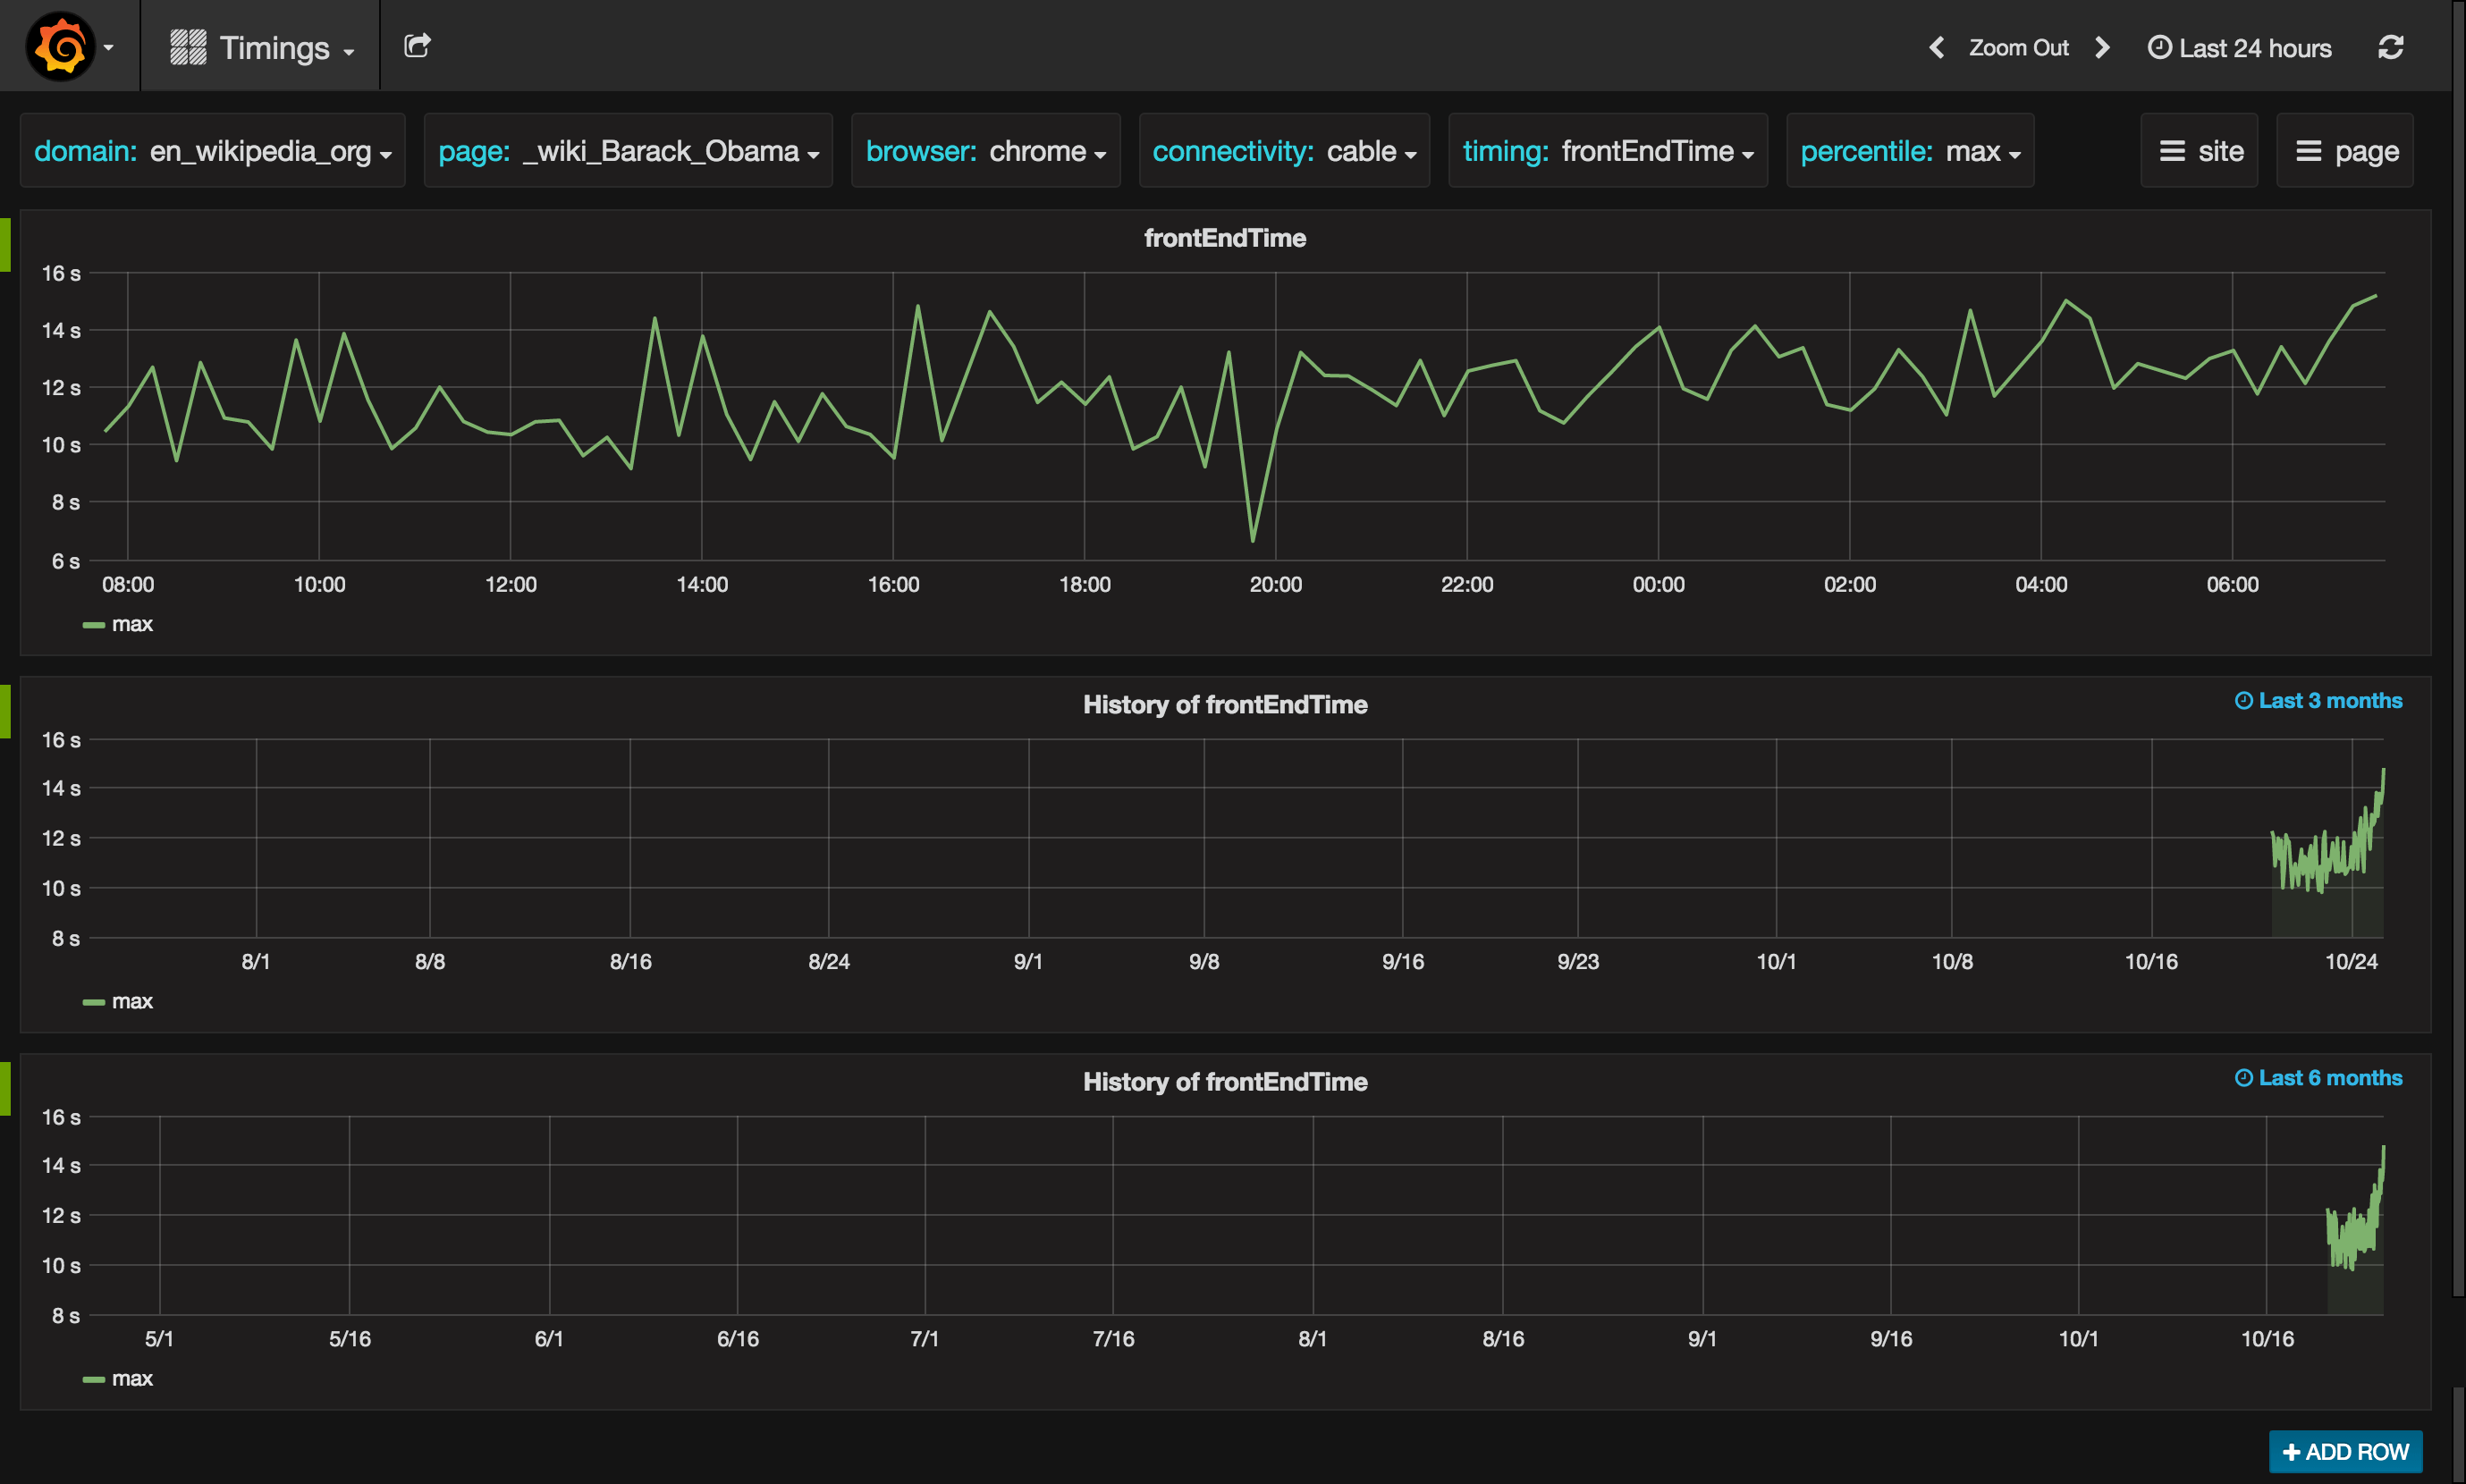 Timings
Zoom Out
Last 24 hours
domain: en_wikipedia_org
page: _wiki_Barack_Obama
browser: chrome
connectivity: cable
timing: frontEndTime
percentile: max
site
page
frontEndTime
16 s
14 s
12 s
10 s
8 s
6 s
08:00 10:00 12:00 14:00 16:00 18:00 20:00 22:00 00:00 02:00 04:00 06:00
max
History of frontEndTime
Last 3 months
16 s
14 s
12 s
10 s
8 s
8/1 8/8 8/16 8/24 9/1 9/8 9/16 9/23 10/1 10/8 10/16 10/24
max
History of frontEndTime
Last 6 months
16 s
14 s
12 s
10 s
8 s
5/1 5/16 6/1 6/16 7/1 7/16 8/1 8/16 9/1 9/16 10/1 10/16
max
ADD ROW